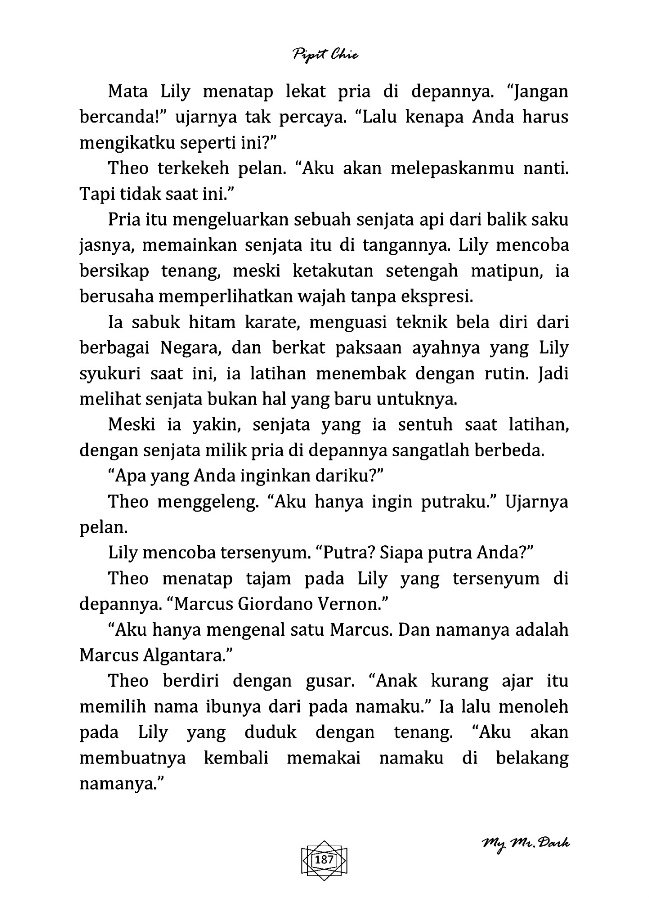 Pipit Chie
Mata Lily menatap lekat pria di depannya. “Jangan
bercanda!” ujarnya tak percaya. “Lalu kenapa Anda harus
mengikatku seperti ini?”
Theo terkekeh pelan. “Aku akan melepaskanmu nanti.
Tapi tidak saat ini.”
Pria itu mengeluarkan sebuah senjata api dari balik saku
jasnya, memainkan senjata itu di tangannya. Lily mencoba
bersikap tenang, meski ketakutan setengah matipun, ia
berusaha memperlihatkan wajah tanpa ekspresi.
Ia sabuk hitam karate, menguasi teknik bela diri dari
berbagai Negara, dan berkat paksaan ayahnya yang Lily
syukuri saat ini, ia latihan menembak dengan rutin. Jadi
melihat senjata bukan hal yang baru untuknya.
Meski ia yakin, senjata yang ia sentuh saat latihan,
dengan senjata milik pria di depannya sangatlah berbeda.
“Apa yang Anda inginkan dariku?”
Theo menggeleng. “Aku hanya ingin putraku.” Ujarnya
pelan.
Lily mencoba tersenyum. “Putra? Siapa putra Anda?”
Theo menatap tajam pada Lily yang tersenyum di
depannya. “Marcus Giordano Vernon.”
“Aku hanya mengenal satu Marcus. Dan namanya adalah
Marcus Algantara.”
Theo berdiri dengan gusar. “Anak kurang ajar itu
memilih nama ibunya dari pada namaku.” Ia lalu menoleh
pada Lily yang duduk dengan tenang. “Aku akan
membuatnya kembali memakai namaku di belakang
namanya.”
My Mr. Dark
187